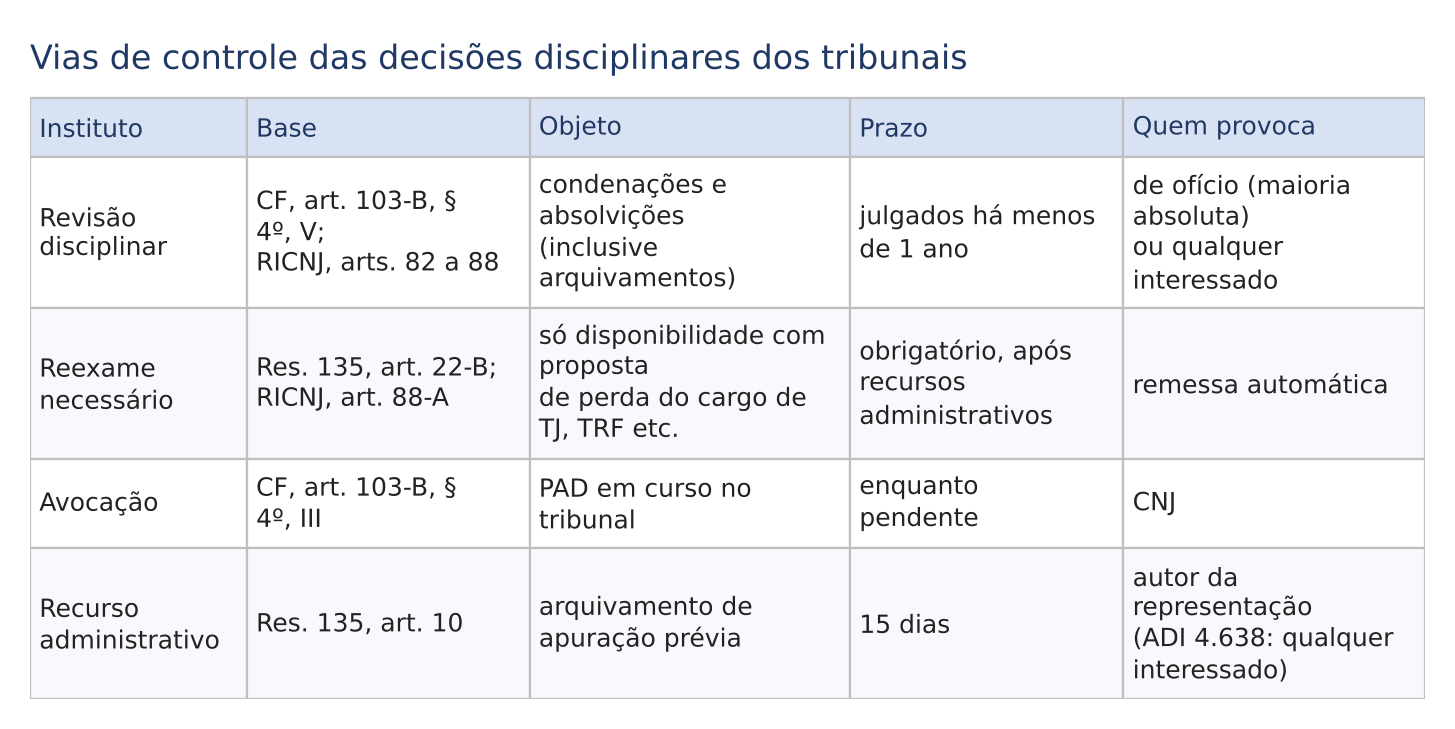 Vias de controle das decisões disciplinares dos tribunais
Instituto
Base
Objeto
Prazo
Quem provoca
Revisão
disciplinar
CF, art. 103-B, §
4º, V;
RICNJ, arts. 82 a 88
condenações e
absolvições
(inclusive
arquivamentos)
julgados há menos
de 1 ano
de ofício (maioria
absoluta)
ou qualquer
interessado
Reexame
necessário
Res. 135, art. 22-B;
RICNJ, art. 88-A
só disponibilidade com
proposta
de perda do cargo de
TJ, TRF etc.
obrigatório, após
recursos
administrativos
remessa automática
Avocação
CF, art. 103-B, §
4º, III
PAD em curso no
tribunal
enquanto
pendente
CNJ
Recurso
administrativo
Res. 135, art. 10
arquivamento de
apuração prévia
15 dias
autor da
representação
(ADI 4.638: qualquer
interessado)